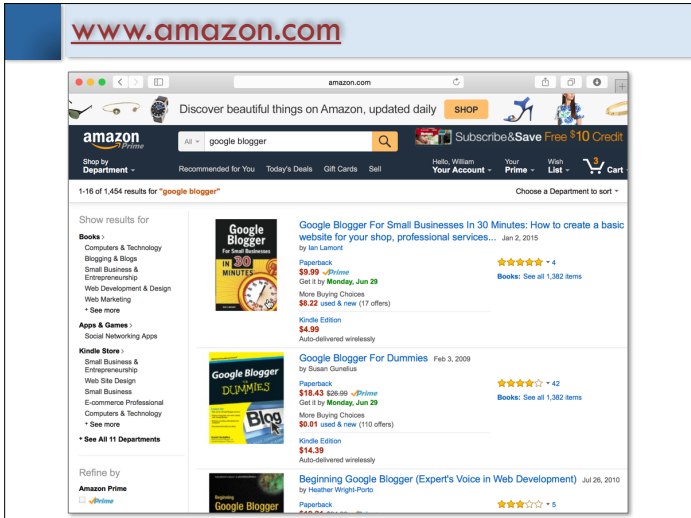 www.amazon.com
amazon.com
Discover beautiful things on Amazon, updated daily SHOP
amazon Prime
All google blogger
Subscribe&Save Free $10 Credit
Shop by
Department
Recommended for You Today's Deals Gift Cards Sell
Hello, William
Your Account
Your
Prime
Wish
List
3
Cart
1-16 of 1,454 results for "google blogger"
Choose a Department to sort
Show results for
Books >
Computers & Technology
Blogging & Blogs
Small Business &
Entrepreneurship
Web Development & Design
Web Marketing
+ See more
Apps & Games >
Social Networking Apps
Kindle Store >
Small Business &
Entrepreneurship
Web Site Design
Small Business
E-commerce Professional
Computers & Technology
+ See more
+ See All 11 Departments
Refine by
Amazon Prime
Prime
Google
Blogger
For Small Businesses
IN 30
MINUTES
Google Blogger For Small Businesses In 30 Minutes: How to create a basic
website for your shop, professional services... Jan 2, 2015
by Ian Lamont
Paperback
$9.99 Prime
Get it by Monday, Jun 29
More Buying Choices
$8.22 used & new (17 offers)
Kindle Edition
$4.99
Auto-delivered wirelessly
4
Books: See all 1,382 items
Google Blogger
FOR
DUMMIES
Blog
Google Blogger For Dummies Feb 3, 2009
by Susan Gunelius
Paperback
$18.43 $26.99 Prime
Get it by Monday, Jun 29
More Buying Choices
$0.01 used & new (110 offers)
Kindle Edition
$14.39
Auto-delivered wirelessly
42
Books: See all 1,382 items
Beginning
Google Blogger
Beginning Google Blogger (Expert's Voice in Web Development) Jul 26, 2010
by Heather Wright-Porto
Paperback
5